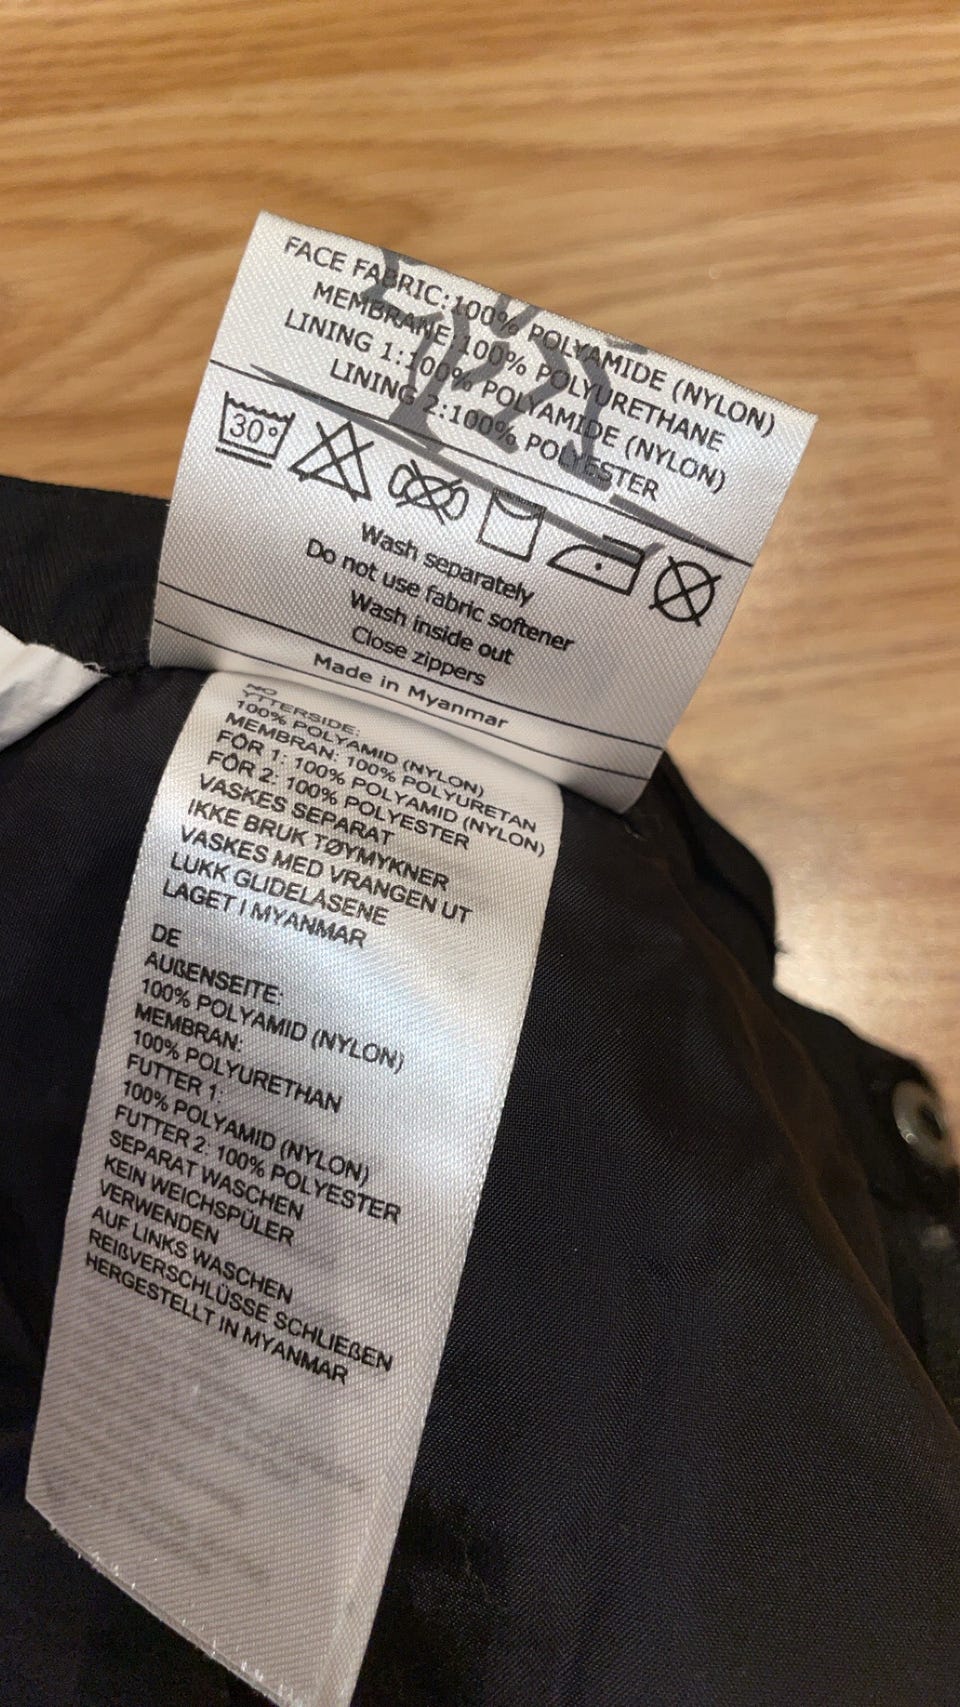 FACE FABRIC:100% POLYAMIDE (NYLON)
MEMBRANE:100% POLYURETHANE
LINING 1:100% POLYAMIDE (NYLON)
LINING 2:100% POLYESTER
30°
Wash separately
Do not use fabric softener
Wash inside out
Close zippers
Made in Myanmar
NO
YTTERSIDE:
100% POLYAMID (NYLON)
MEMBRAN: 100% POLYURETAN
FÔR 1: 100% POLYAMID (NYLON)
FÔR 2: 100% POLYESTER
VASKES SEPARAT
IKKE BRUK TØYMYKNER
VASKES MED VRANGEN UT
LUKK GLIDELÅSENE
LAGET I MYANMAR
DE
AUßENSEITE:
100% POLYAMID (NYLON)
MEMBRAN:
100% POLYURETHAN
FUTTER 1:
100% POLYAMID (NYLON)
FUTTER 2: 100% POLYESTER
SEPARAT WASCHEN
KEIN WEICHSPÜLER
VERWENDEN
AUF LINKS WASCHEN
REIßVERSCHLÜSSE SCHLIEßEN
HERGESTELLT IN MYANMAR